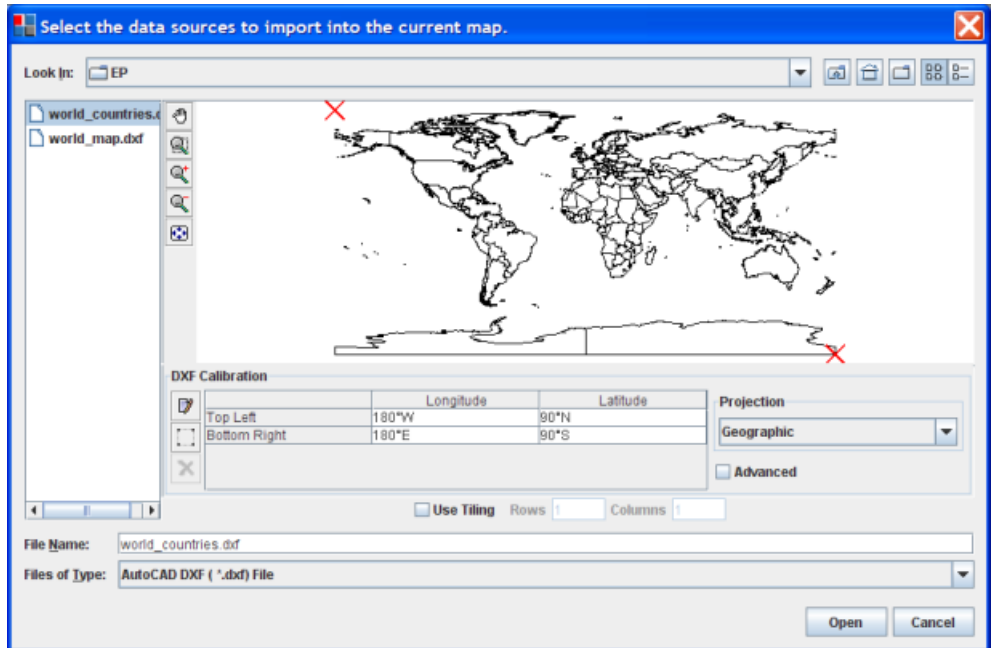 Select the data sources to import into the current map.
Look In: EP
world_countries.d
world_map.dxf
DXF Calibration
Longitude Latitude
Top Left 180°W 90°N
Bottom Right 180°E 90°S
Projection
Geographic
Advanced
Use Tiling Rows 1 Columns 1
File Name: world_countries.dxf
Files of Type: AutoCAD DXF ( *.dxf) File
Open Cancel